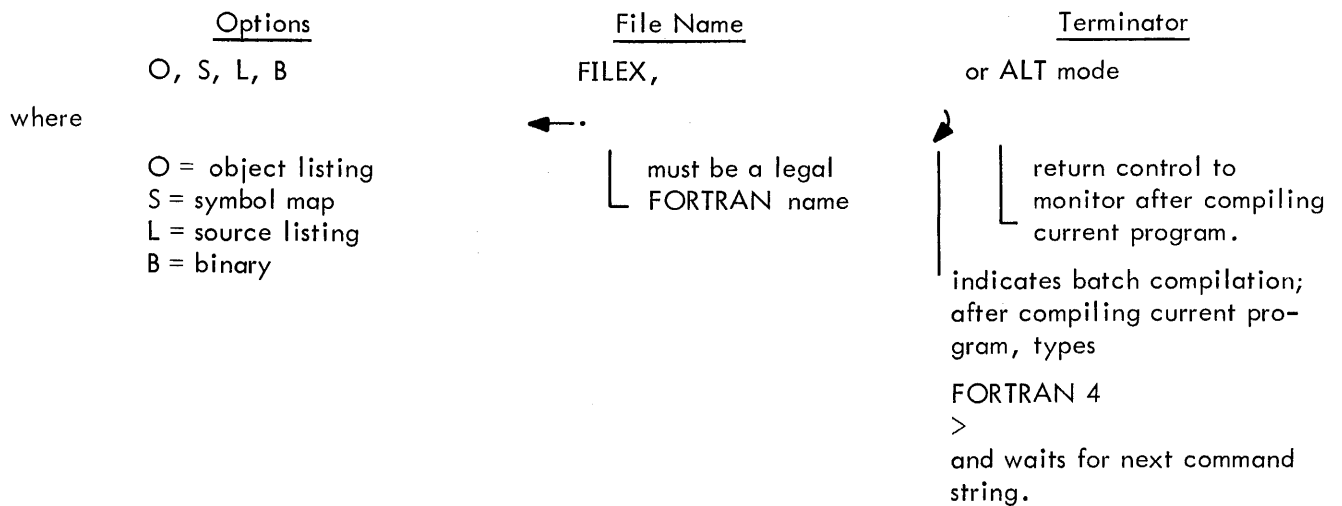 Options File Name Terminator
O, S, L, B FILEX, or ALT mode
where ←.
O = object listing
S = symbol map
L = source listing
B = binary
must be a legal
FORTRAN name
return control to
monitor after compiling
current program.
indicates batch compilation;
after compiling current pro-
gram, types
FORTRAN 4
>
and waits for next command
string.